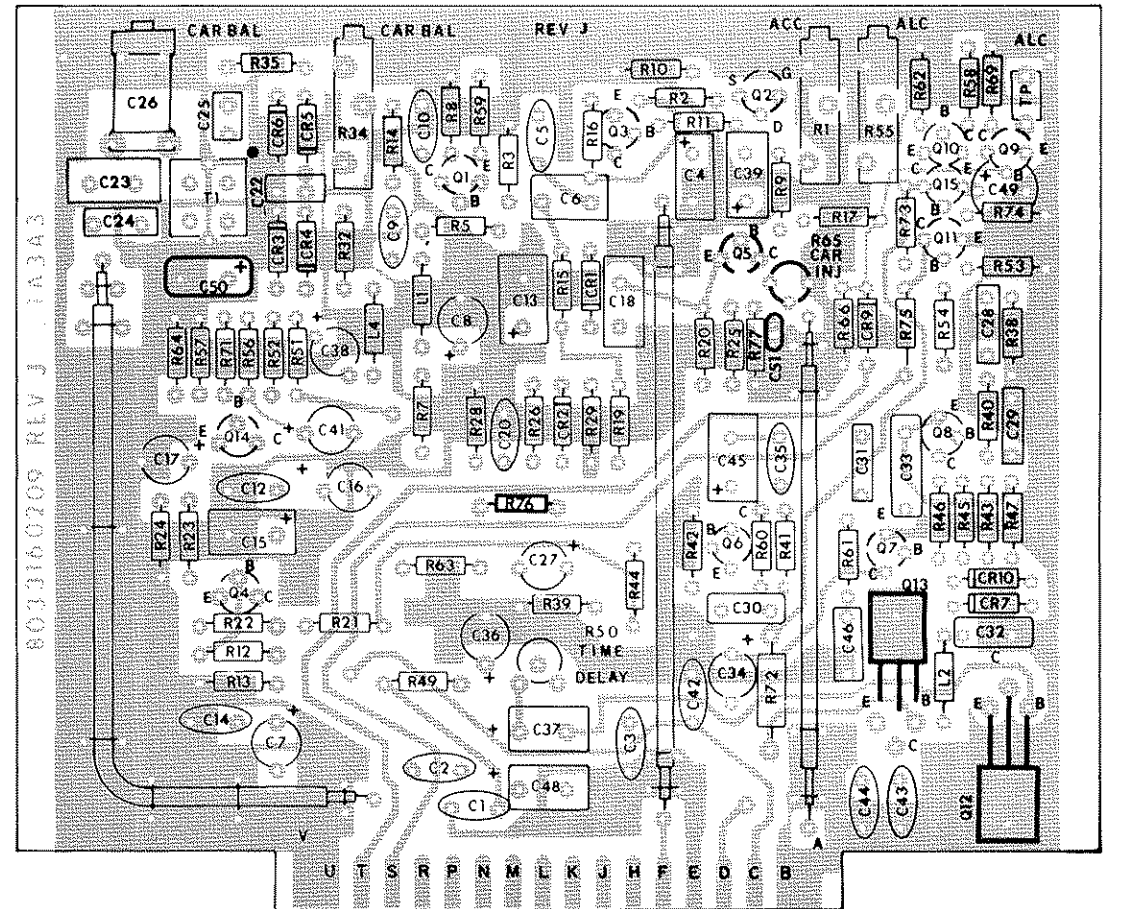 CAR BAL CAR BAL REV J ACC ALC ALC
R35 R10 S G
C26 C25 CR6 CR5 R34 R14 C10 R8 R59 C5 R16 E Q3 B C R2 R11 Q2 D R1 R55 R62 R58 R69 TP
C Q1 E B R3 C4 C39 R9 E Q10 C C Q9 E B
C23 T1 C22 C6 E Q15 C B C49
C24 CR3 CR4 R32 C9 R5 R17 R73 R74
C50 L1 C13 R15 CR1 C18 E Q5 B C R65 CAR INJ C Q11 E B R53
R64 R57 R71 R56 R52 R51 C38 L4 C8 R20 R25 R77 C51 R66 CR9 R75 R54 C28 R38
B E Q14 C C41 R7 R28 C20 R26 CR2 R29 R19 C45 C35 C31 C33 E Q8 B C R40 C29
C17 C12 C16
R24 R23 C15 R76 R42 B Q6 C E R60 R41 R61 E Q7 B C R46 R45 R43 R47
B E Q4 C R63 C27 R44 Q13 CR10
R22 R21 R39 C30 CR7
R12 C36 R50 TIME DELAY C46 C32
R13 R49 C42 C34 R72 E B L2 C
C14 C7 C37 C3 C E B
C2 C48
C1 C44 C43 Q12
V A
U T S R P N M L K J H F E D C B
8033160209 REV J 1A3A3